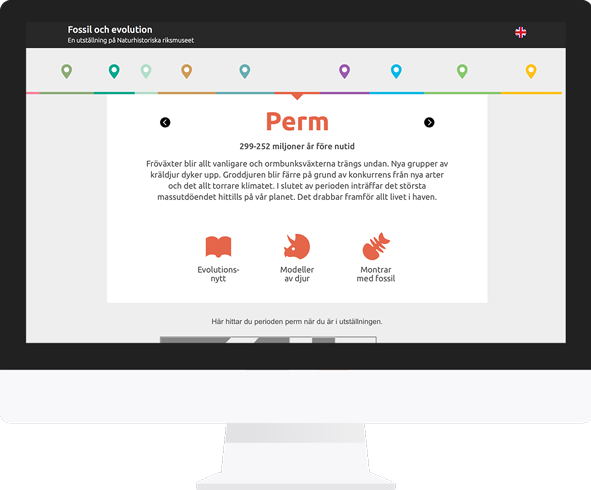 Fossil och evolution
En utställning på Naturhistoriska riksmuseet
Perm
299-252 miljoner år före nutid
Fröväxter blir allt vanligare och ormbunksväxterna trängs undan. Nya grupper av
kräldjur dyker upp. Groddjuren blir färre på grund av konkurrens från nya arter
och det allt torrare klimatet. I slutet av perioden inträffar det största
massutdöendet hittills på vår planet. Det drabbar framför allt livet i haven.
Evolutions-
nytt
Modeller
av djur
Montrar
med fossil
Här hittar du perioden perm när du är i utställningen.